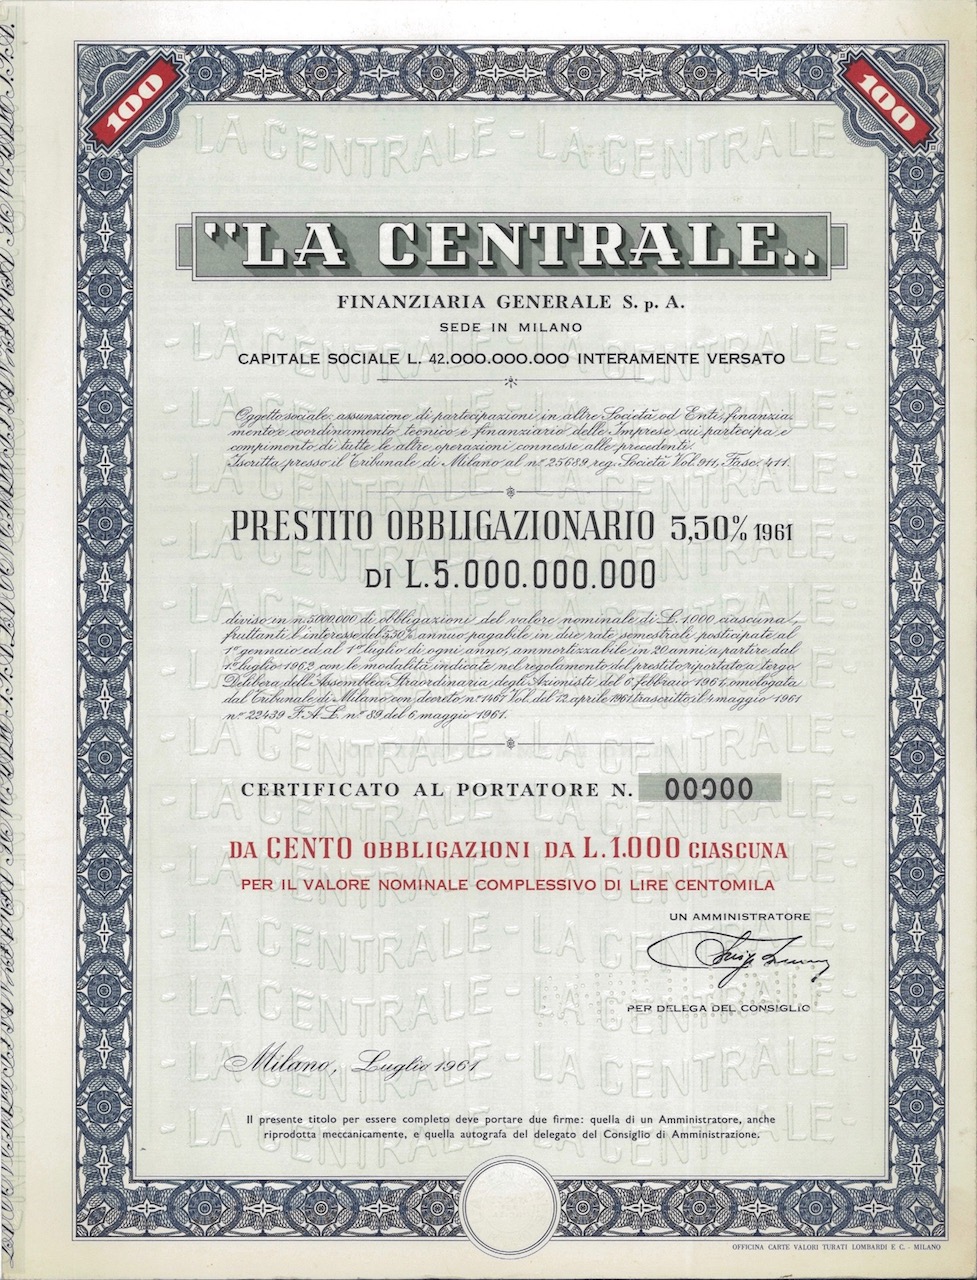 100
100
"LA CENTRALE„
FINANZIARIA GENERALE S. p. A.
SEDE IN MILANO
CAPITALE SOCIALE L. 42.000.000.000 INTERAMENTE VERSATO
Oggetto sociale: assunzione di partecipazioni in altre Società od Enti, finanzia-
mento e coordinamento tecnico e finanziario delle Imprese cui partecipa e
compimento di tutte le altre operazioni connesse alle precedenti.
Iscritta presso il Tribunale di Milano al n° 25689 reg. Società Vol. 911, Fasc. 411.
PRESTITO OBBLIGAZIONARIO 5,50% 1961
DI L. 5.000.000.000
diviso in n. 5.000.000 di obbligazioni del valore nominale di L. 1.000 ciascuna,
fruttanti l'interesse del 5,50% annuo pagabile in due rate semestrali posticipate al
1° gennaio ed al 1° luglio di ogni anno, ammortizzabile in 20 anni a partire dal
1° luglio 1962 con le modalità indicate nel regolamento del prestito riportato a tergo.
Delibera dell'Assemblea Straordinaria degli Azionisti del 6 febbraio 1961, omologata
dal Tribunale di Milano con decreto n° 1467 Vol. del 12 aprile 1961 trascritto il 4 maggio 1961
n° 22439 F.A.L. n° 89 del 6 maggio 1961.
CERTIFICATO AL PORTATORE N. 00000
DA CENTO OBBLIGAZIONI DA L. 1.000 CIASCUNA
PER IL VALORE NOMINALE COMPLESSIVO DI LIRE CENTOMILA
UN AMMINISTRATORE
PER DELEGA DEL CONSIGLIO
Milano, Luglio 1961
Il presente titolo per essere completo deve portare due firme: quella di un Amministratore, anche
riprodotta meccanicamente, e quella autografa del delegato del Consiglio di Amministrazione.
OFFICINA CARTE VALORI TURATI LOMBARDI E C. - MILANO